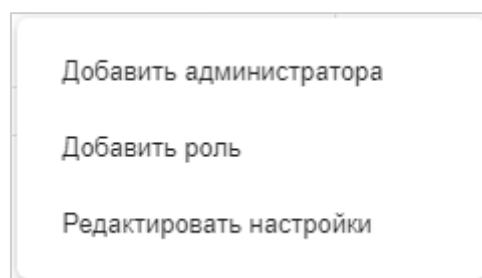 Добавить администратора
Добавить роль
Редактировать настройки